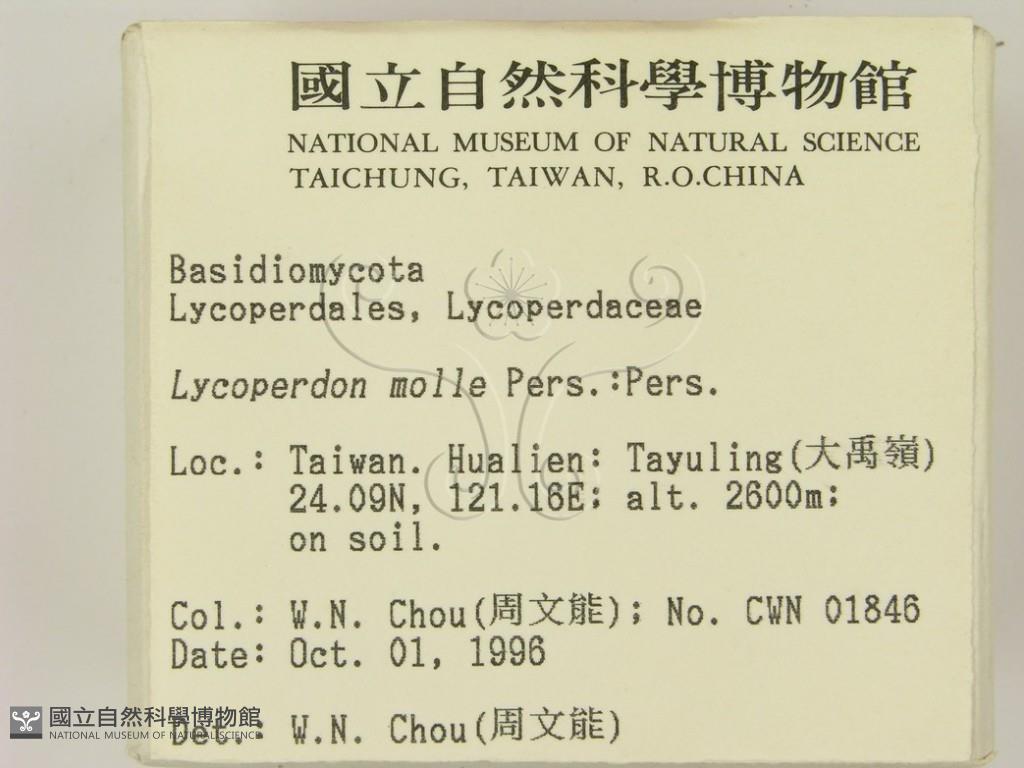 國立自然科學博物館
NATIONAL MUSEUM OF NATURAL SCIENCE
TAICHUNG, TAIWAN, R.O.CHINA
Basidiomycota
Lycoperdales, Lycoperdaceae
Lycoperdon molle Pers.:Pers.
Loc.: Taiwan. Hualien: Tayuling(大禹嶺)
24.09N, 121.16E; alt. 2600m;
on soil.
Col.: W.N. Chou(周文能); No. CWN 01846
Date: Oct. 01, 1996
Det.: W.N. Chou(周文能)
國立自然科學博物館
NATIONAL MUSEUM OF NATURAL SCIENCE